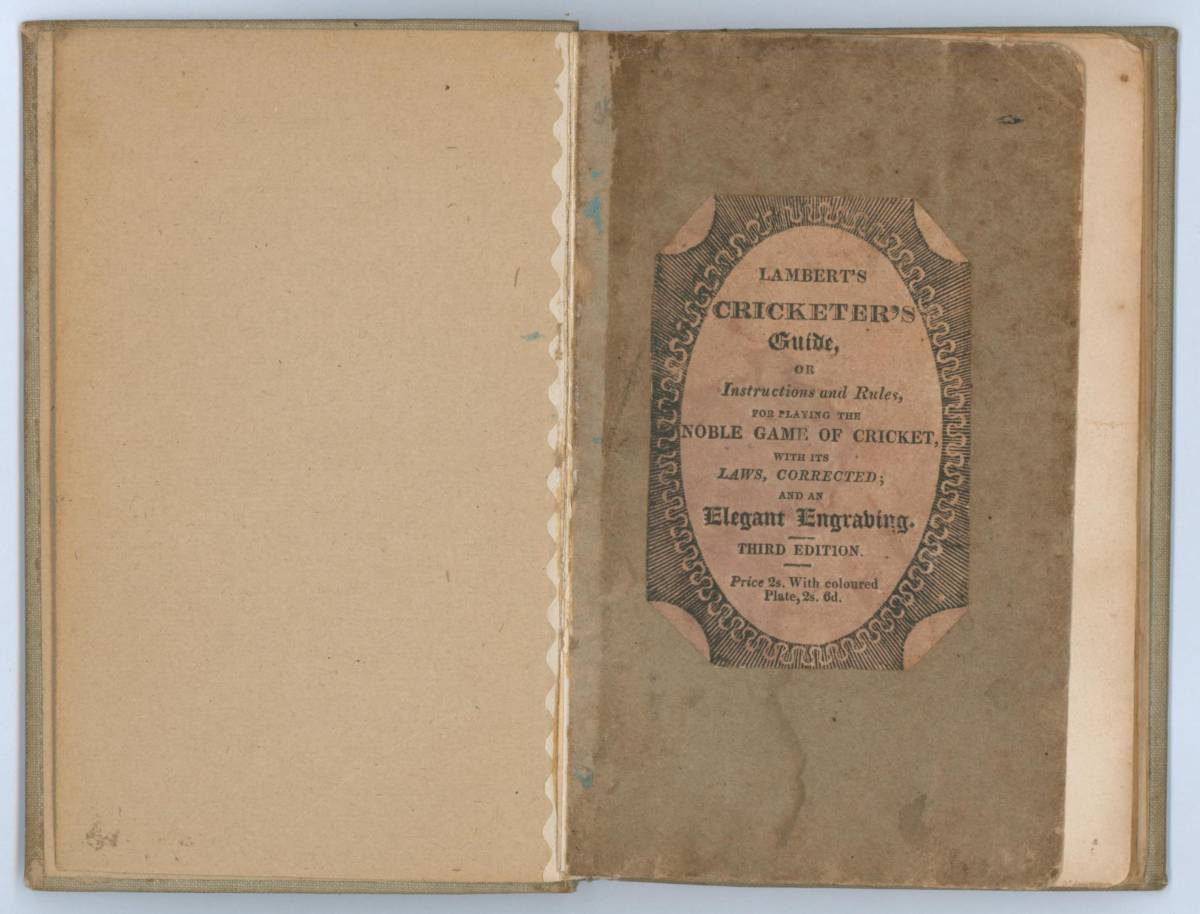 LAMBERT'S
CRICKETER'S
Guide,
OR
Instructions and Rules,
FOR PLAYING THE
NOBLE GAME OF CRICKET,
WITH ITS
LAWS, CORRECTED;
AND AN
Elegant Engraving.
THIRD EDITION.
Price 2s. With coloured
Plate, 2s. 6d.